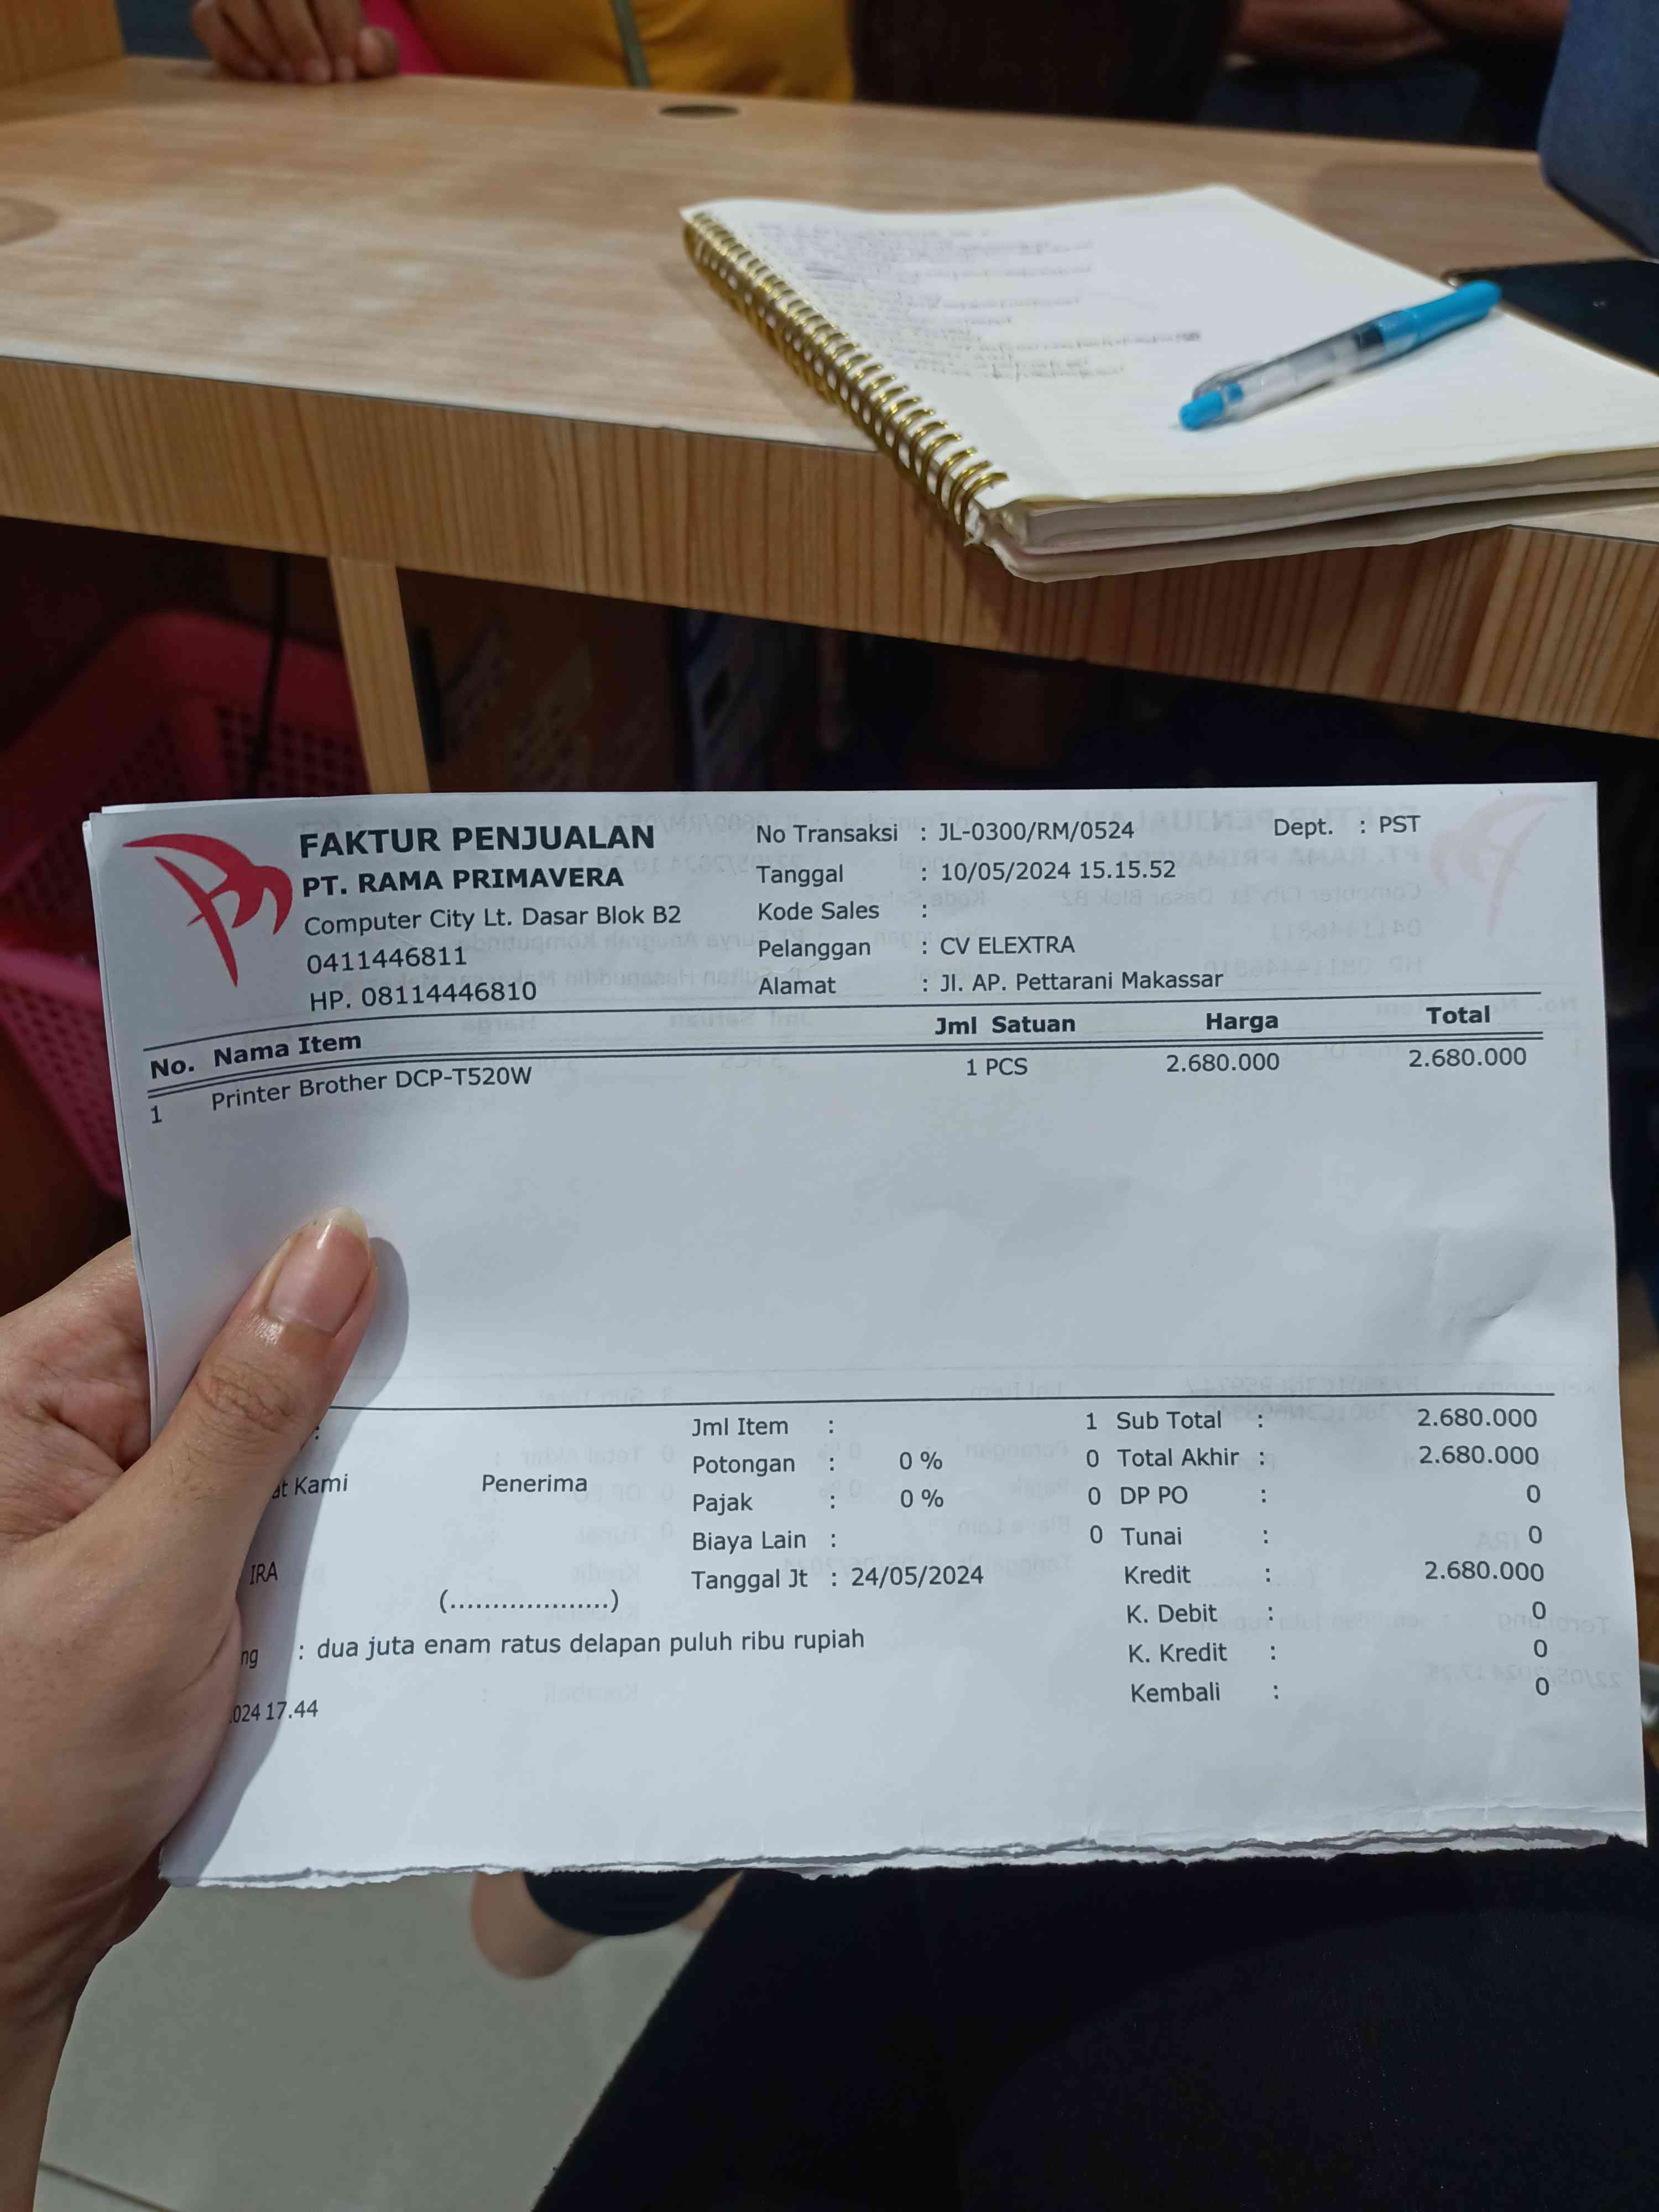 FAKTUR PENJUALAN
PT. RAMA PRIMAVERA
Computer City Lt. Dasar Blok B2
0411446811
HP. 08114446810
No Transaksi : JL-0300/RM/0524
Dept. : PST
Tanggal : 10/05/2024 15.15.52
Kode Sales :
Pelanggan : CV ELEXTRA
Alamat : Jl. AP. Pettarani Makassar
No. Nama Item Jml Satuan Harga Total
1 Printer Brother DCP-T520W 1 PCS 2.680.000 2.680.000
:
Kami Penerima
IRA
(...................)
Jml Item : 1
Potongan : 0 % 0
Pajak : 0 % 0
Biaya Lain : 0
Tanggal Jt : 24/05/2024
Sub Total : 2.680.000
Total Akhir : 2.680.000
DP PO : 0
Tunai : 0
Kredit : 2.680.000
K. Debit : 0
K. Kredit : 0
Kembali : 0
ng : dua juta enam ratus delapan puluh ribu rupiah
024 17.44